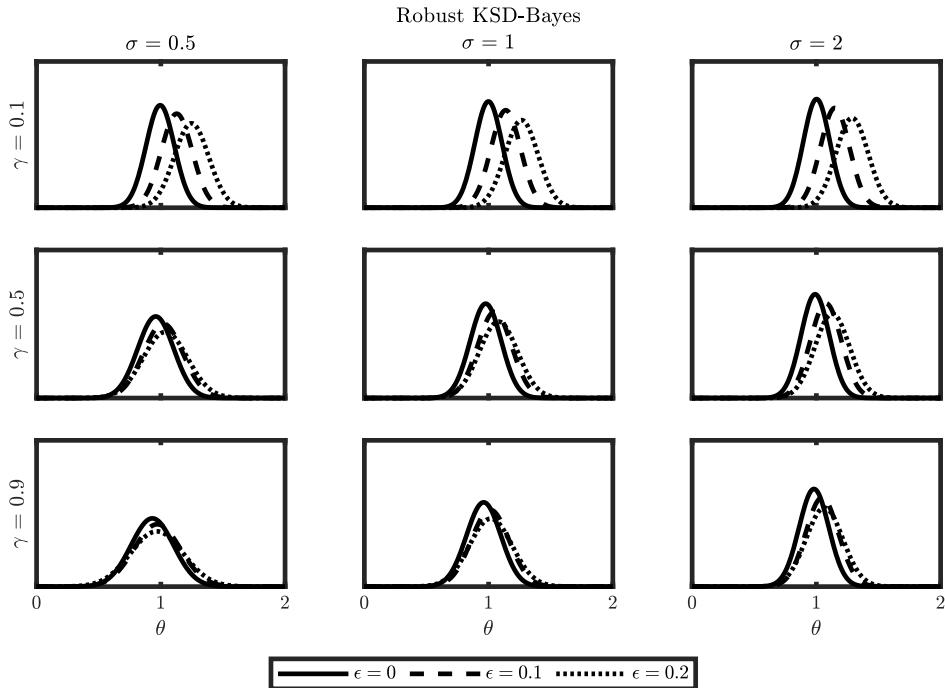 Robust KSD-Bayes
σ = 0.5 σ = 1 σ = 2
γ = 0.1
γ = 0.5
γ = 0.9
0 1 2 0 1 2 0 1 2
θ θ θ
ϵ = 0 ϵ = 0.1 ϵ = 0.2